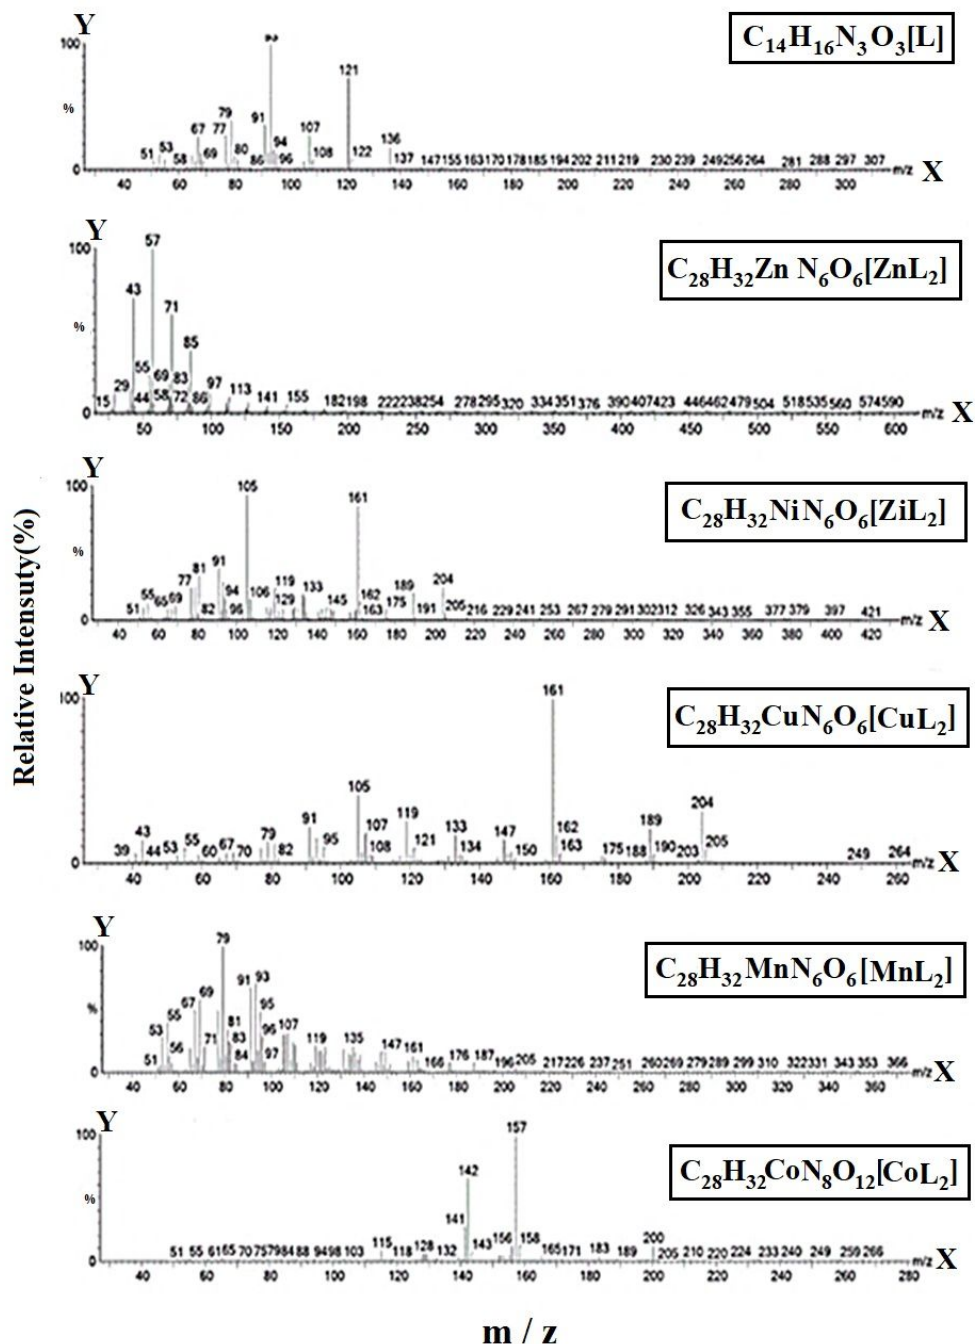 Y
C14H16N3O3[L]
100
%
0
51 53 58 67 69 77 79 80 86 91 94 96 107 108 121 122 136 137 147 155 163 170 178 185 194 202 211 219 230 239 249 256 264 281 288 297 307
m/z X
40 60 80 100 120 140 160 180 200 220 240 260 280 300
Y
C28H32Zn N6O6[ZnL2]
100
%
0
15 29 43 44 55 57 58 69 71 72 83 85 86 97 113 141 155 182 198 222 238 254 278 295 320 334 351 376 390 407 423 446 462 479 504 518 535 560 574 590
m/z X
50 100 150 200 250 300 350 400 450 500 550 600
Y
C28H32NiN6O6[ZiL2]
100
%
0
51 55 65 69 77 81 82 91 94 96 105 106 119 129 133 145 161 162 163 175 189 191 204 205 216 229 241 253 267 279 291 302 312 326 343 355 377 379 397 421
m/z X
40 60 80 100 120 140 160 180 200 220 240 260 280 300 320 340 360 380 400 420
Relative Intensuty(%)
Y
C28H32CuN6O6[CuL2]
100
0
39 43 44 53 55 60 67 70 79 82 91 95 105 107 108 119 121 133 134 147 150 161 162 163 175 188 189 190 203 204 205 249 264
m/z X
40 60 80 100 120 140 160 180 200 220 240 260
Y
C28H32MnN6O6[MnL2]
100
%
0
51 53 55 56 67 69 71 79 81 83 84 91 93 95 96 97 107 119 135 147 161 166 176 187 196 205 217 226 237 251 260 269 279 289 299 310 322 331 343 353 366
m/z X
40 60 80 100 120 140 160 180 200 220 240 260 280 300 320 340 360
Y
C28H32CoN8O12[CoL2]
100
%
0
51 55 61 65 70 75 79 84 88 94 98 103 115 118 128 132 141 142 143 156 157 158 165 171 183 189 200 205 210 220 224 233 240 249 259 266
m/z X
40 60 80 100 120 140 160 180 200 220 240 260 280
m / z